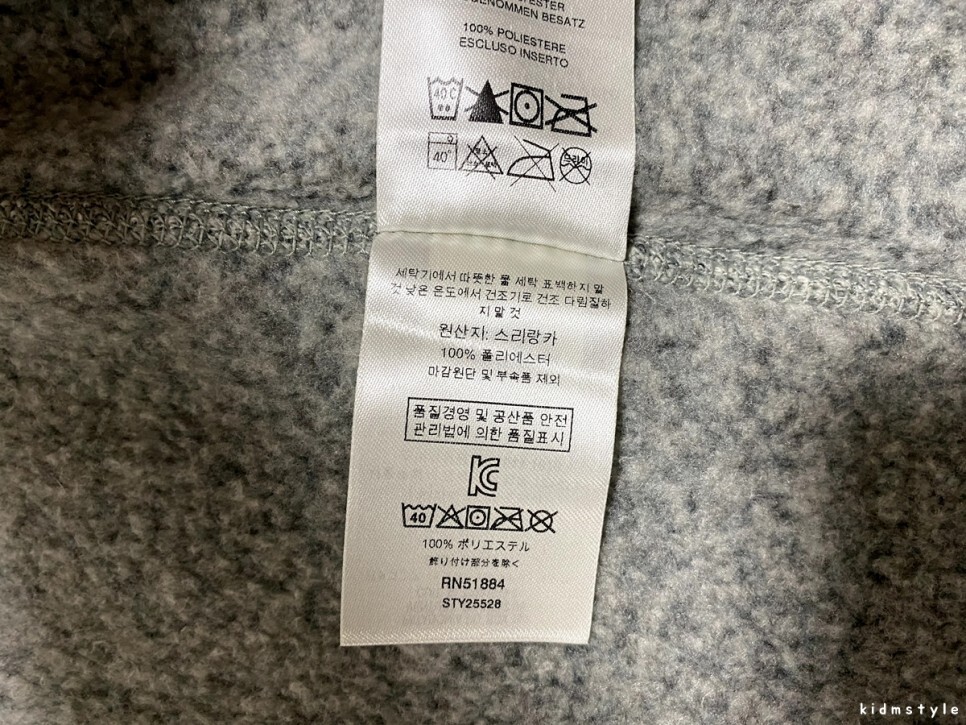 GENOMMEN BESATZ
100% POLIESTERE
ESCLUSO INSERTO
40 C
40°
드라이
세탁기에서 따뜻한 물 세탁 표백하지 말
것 낮은 온도에서 건조기로 건조 다림질하
지 말 것
원산지: 스리랑카
100% 폴리에스터
마감원단 및 부속품 제외
품질경영 및 공산품 안전
관리법에 의한 품질표시
KC
40
100% ポリエステル
飾り付け部分を除く
RN51884
STY25528
kidmstyle